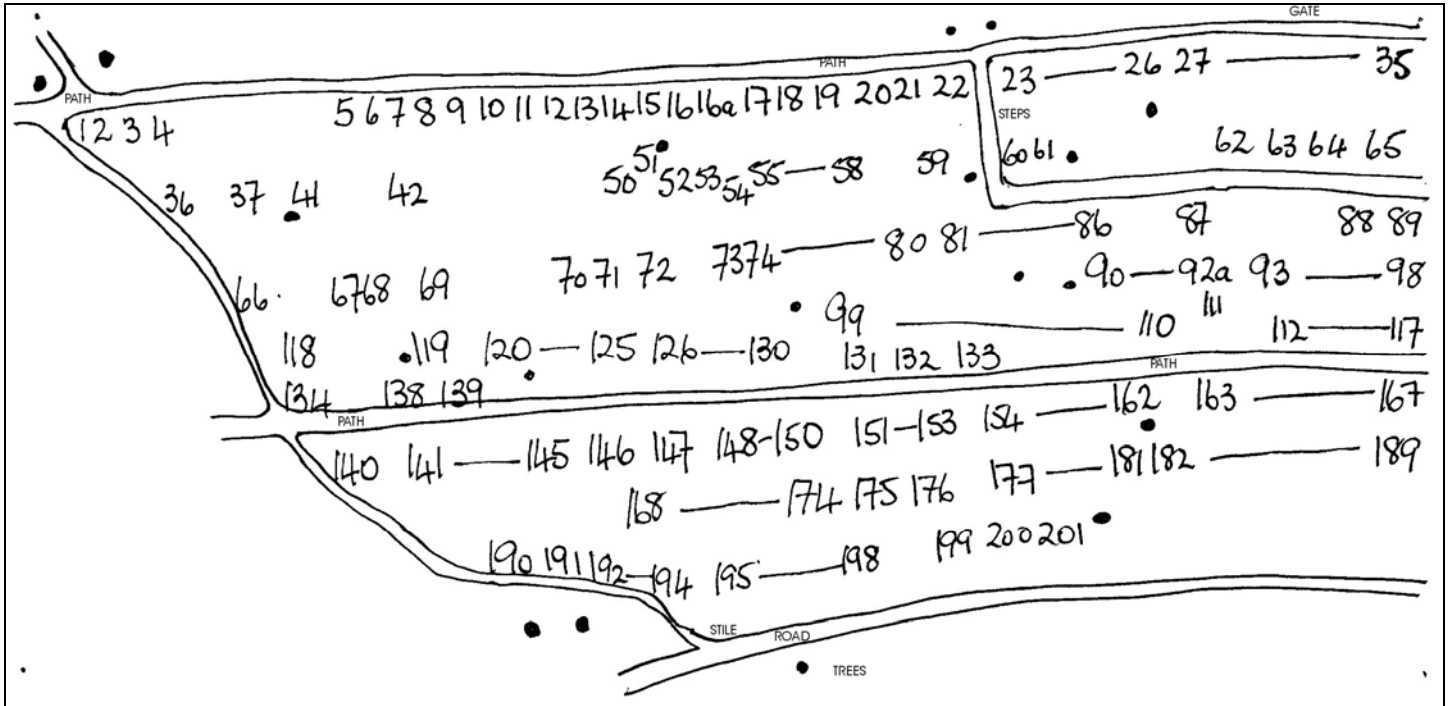 GATE
PATH
23 — 26 27 — 35
PATH
5 6 7 8 9 10 11 12 13 14 15 16 16a 17 18 19 20 21 22
1 2 3 4
STEPS
60 61 62 63 64 65
50 51 52 53 54 55 — 58 59
36 37 41 42
86 87 88 89
70 71 72 73 74 — 80 81 —
66 67 68 69
90 — 92a 93 — 98
99 — 110 111 112 — 117
118 119 120 — 125 126 — 130 131 132 133
PATH
134 138 139
PATH
140 141 — 145 146 147 148-150 151-153 154 — 162 163 — 167
168 — 174 175 176 177 — 181 182 — 189
190 191 192-194 195 — 198 199 200 201
STILE ROAD
TREES